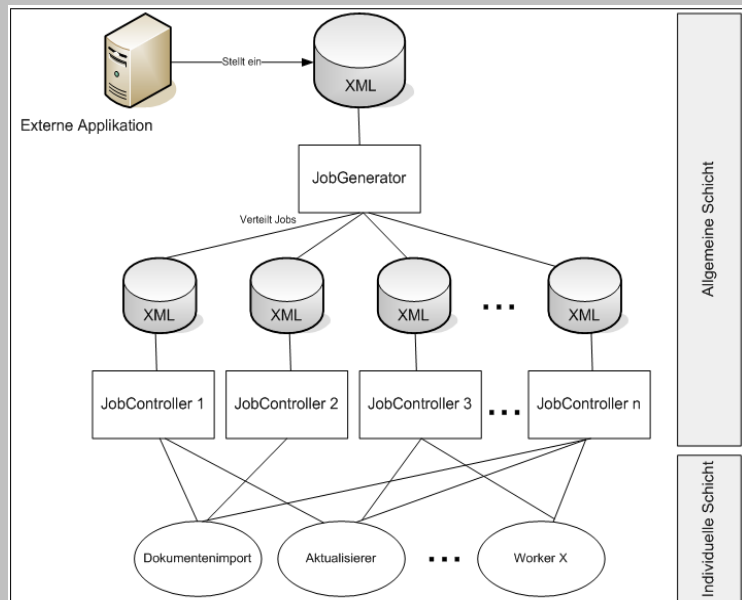 Stellt ein
XML
Externe Applikation
JobGenerator
Verteilt Jobs
XML
XML
XML
...
XML
JobController 1
JobController 2
JobController 3
...
JobController n
Dokumentenimport
Aktualisierer
...
Worker X
Allgemeine Schicht
Individuelle Schicht